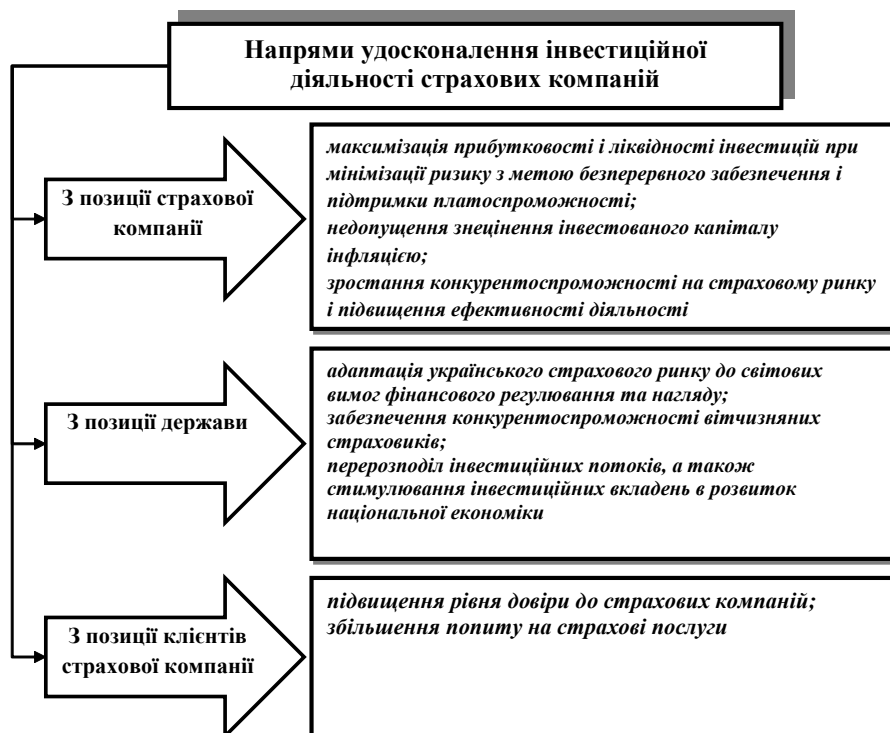 Напрями удосконалення інвестиційної
діяльності страхових компаній
З позиції страхової
компанії
максимізація прибутковості і ліквідності інвестицій при
мінімізації ризику з метою безперервного забезпечення і
підтримки платоспроможності;
недопущення знецінення інвестованого капіталу
інфляцією;
зростання конкурентоспроможності на страховому ринку
і підвищення ефективності діяльності
З позиції держави
адаптація українського страхового ринку до світових
вимог фінансового регулювання та нагляду;
забезпечення конкурентоспроможності вітчизняних
страховиків;
перерозподіл інвестиційних потоків, а також
стимулювання інвестиційних вкладень в розвиток
національної економіки
З позиції клієнтів
страхової компанії
підвищення рівня довіри до страхових компаній;
збільшення попиту на страхові послуги